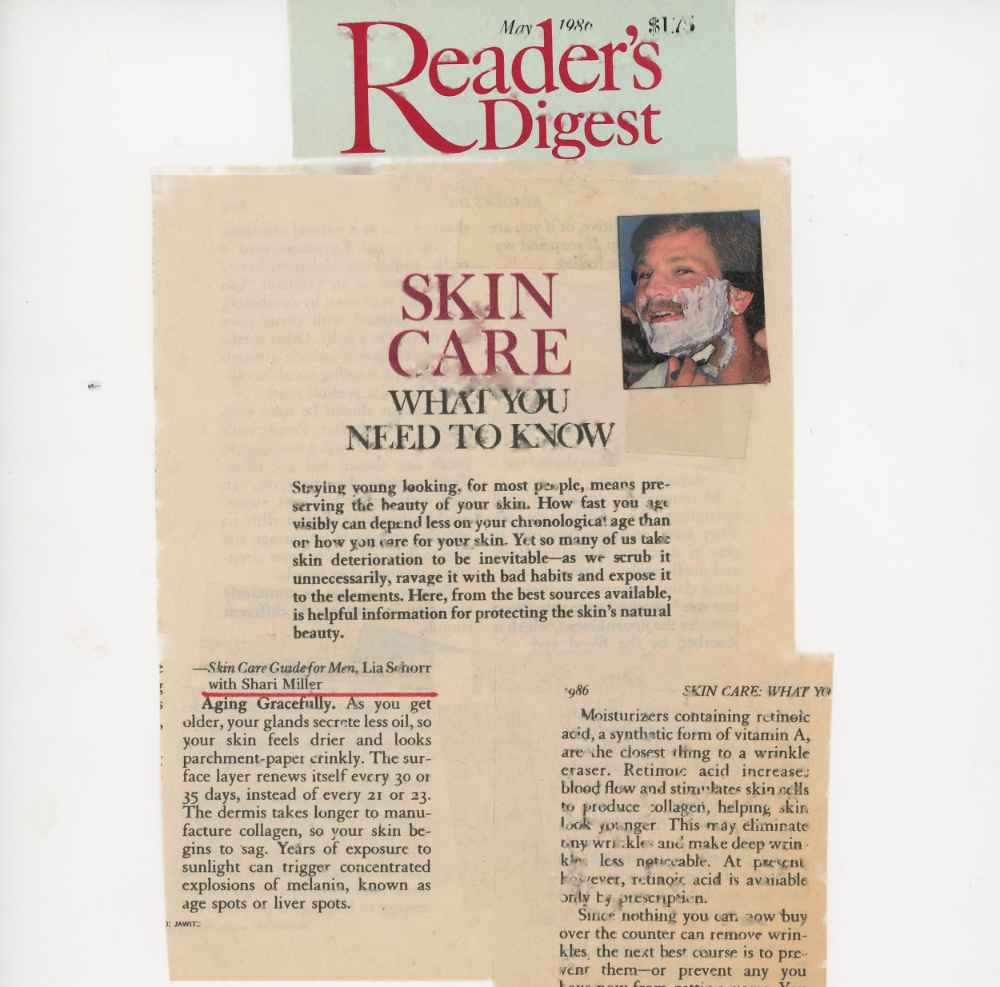 May 1986 $1.75
Reader's
Digest
SKIN
CARE
WHAT YOU
NEED TO KNOW
Staying young looking, for most people, means pre-
serving the beauty of your skin. How fast you age
visibly can depend less on your chronological age than
on how you care for your skin. Yet so many of us take
skin deterioration to be inevitable—as we scrub it
unnecessarily, ravage it with bad habits and expose it
to the elements. Here, from the best sources available,
is helpful information for protecting the skin's natural
beauty.
—Skin Care Guide for Men, Lia Schorr
with Shari Miller
Aging Gracefully. As you get
older, your glands secrete less oil, so
your skin feels drier and looks
parchment-paper crinkly. The sur-
face layer renews itself every 30 or
35 days, instead of every 21 or 23.
The dermis takes longer to manu-
facture collagen, so your skin be-
gins to sag. Years of exposure to
sunlight can trigger concentrated
explosions of melanin, known as
age spots or liver spots.
JAWITZ
1986 SKIN CARE: WHAT YO
Moisturizers containing retinoic
acid, a synthetic form of vitamin A,
are the closest thing to a wrinkle
eraser. Retinoic acid increases
blood flow and stimulates skin cells
to produce collagen, helping skin
look younger. This may eliminate
tiny wrinkles and make deep wrin-
kles less noticeable. At present,
however, retinoic acid is available
only by prescription.
Since nothing you can now buy
over the counter can remove wrin-
kles, the next best course is to pre-
vent them—or prevent any you